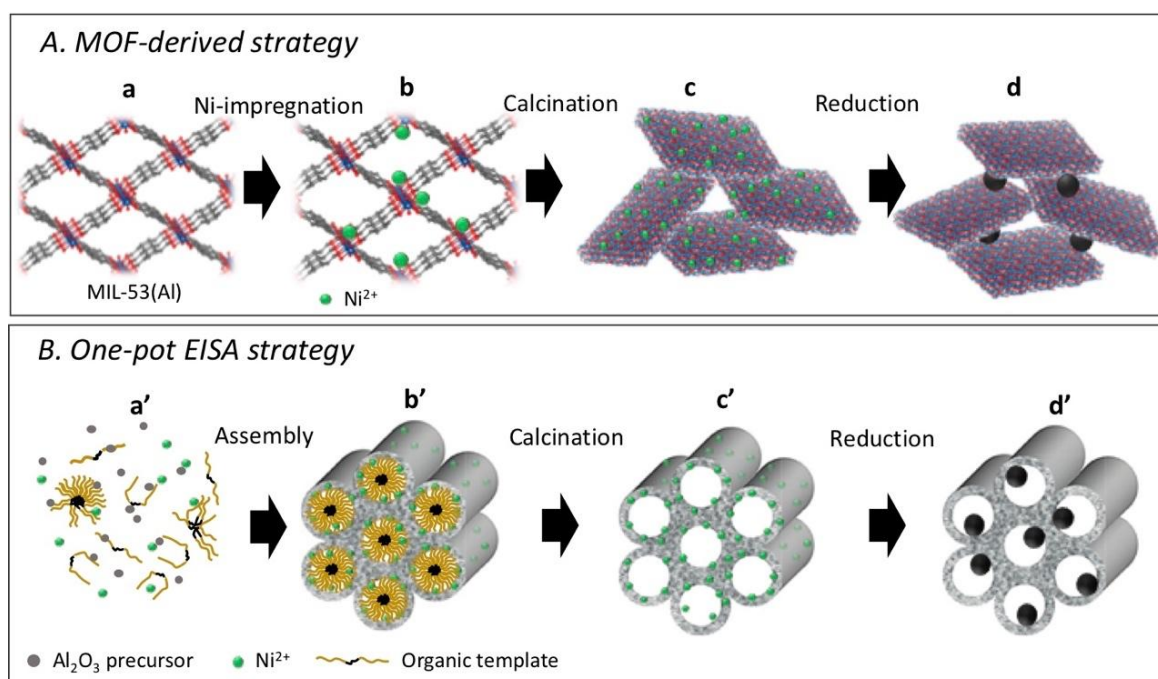 A. MOF-derived strategy
a
Ni-impregnation
b
Calcination
c
Reduction
d
MIL-53(Al)
Ni²⁺
B. One-pot EISA strategy
a’
Assembly
b’
Calcination
c’
Reduction
d’
Al₂O₃ precursor
Ni²⁺
Organic template